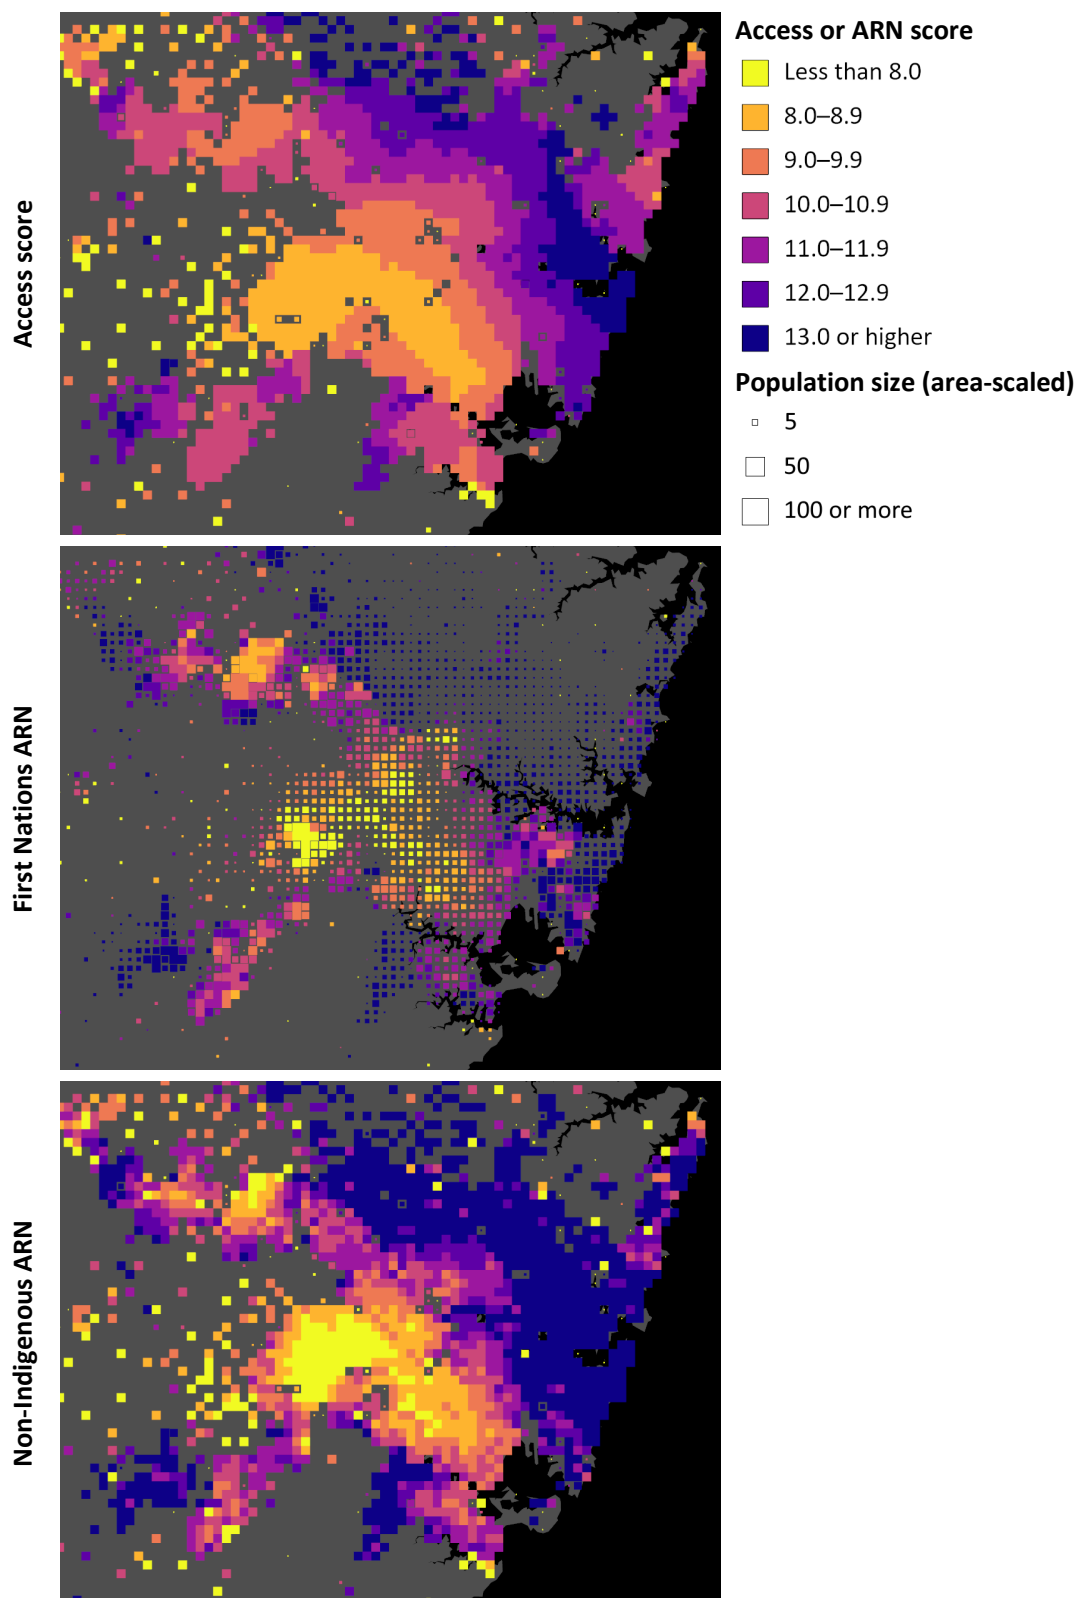 Access score
First Nations ARN
Non-Indigenous ARN
Access or ARN score
Less than 8.0
8.0–8.9
9.0–9.9
10.0–10.9
11.0–11.9
12.0–12.9
13.0 or higher
Population size (area-scaled)
5
50
100 or more